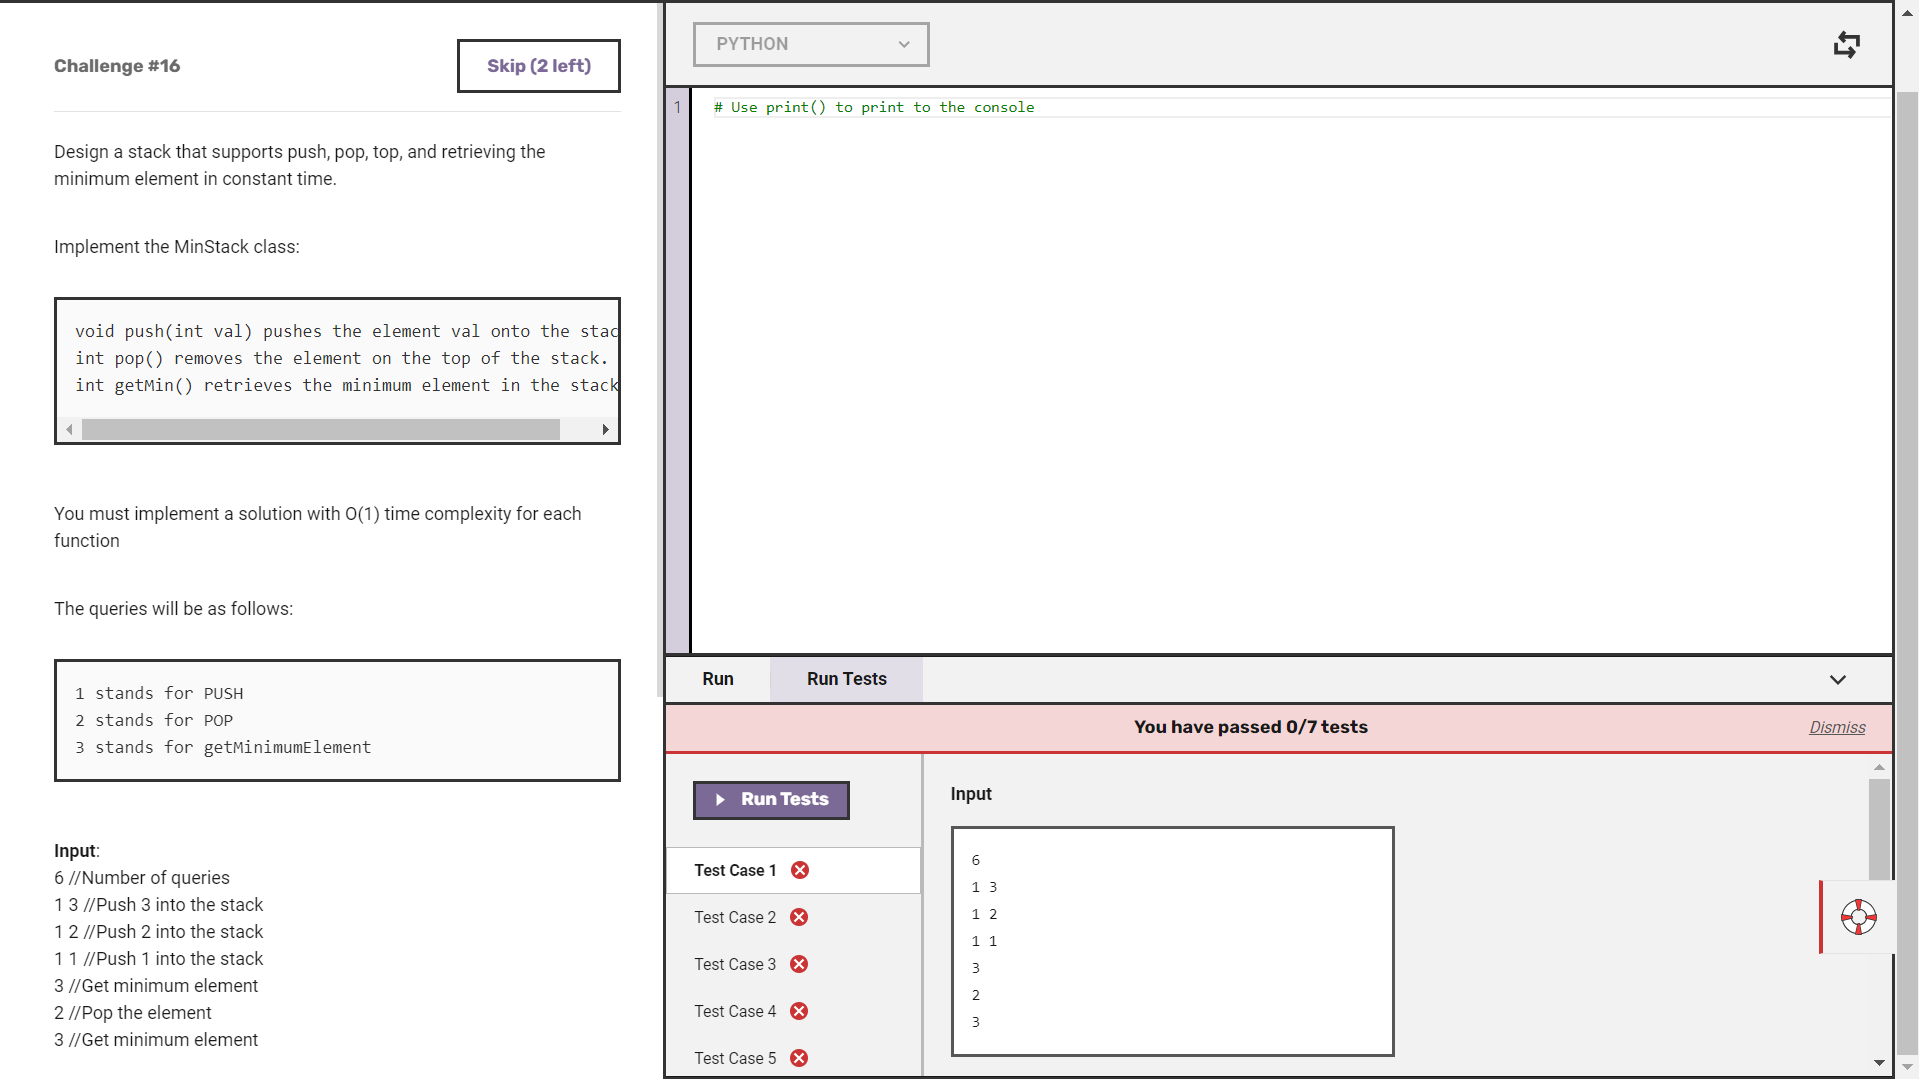 Challenge #16
Skip (2 left)
Design a stack that supports push, pop, top, and retrieving the
minimum element in constant time.
Implement the MinStack class:
void push(int val) pushes the element val onto the stac
int pop() removes the element on the top of the stack.
int getMin() retrieves the minimum element in the stack
You must implement a solution with O(1) time complexity for each
function
The queries will be as follows:
1 stands for PUSH
2 stands for POP
3 stands for getMinimumElement
Input:
6 //Number of queries
1 3 //Push 3 into the stack
1 2 //Push 2 into the stack
1 1 //Push 1 into the stack
3 //Get minimum element
2 //Pop the element
3 //Get minimum element
PYTHON
1 # Use print() to print to the console
Run
Run Tests
You have passed 0/7 tests
Dismiss
Run Tests
Test Case 1
Test Case 2
Test Case 3
Test Case 4
Test Case 5
Input
6
1 3
1 2
1 1
3
2
3